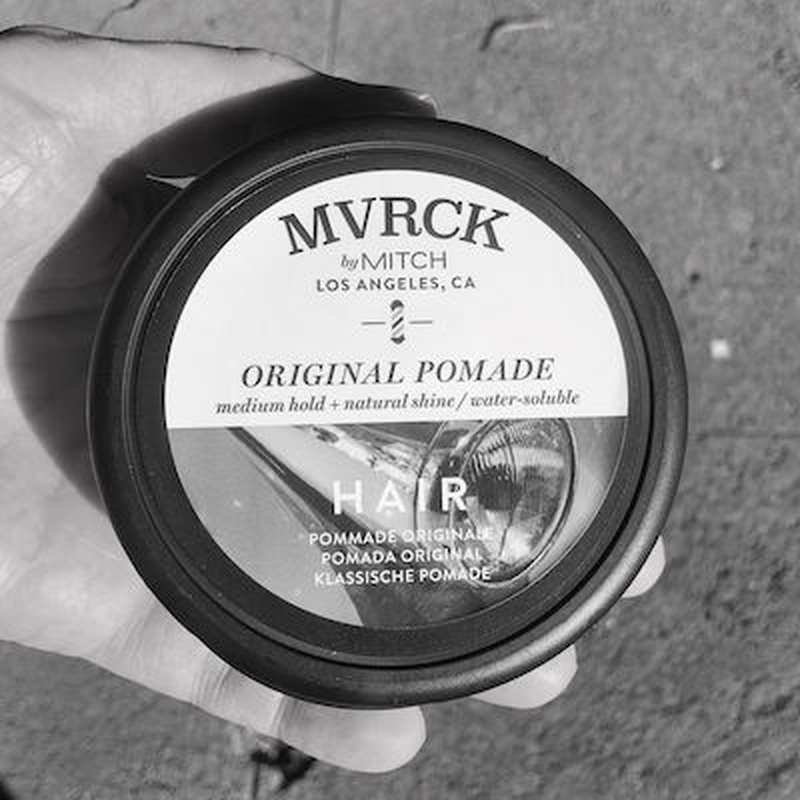 MVRCK
by MITCH
LOS ANGELES, CA
ORIGINAL POMADE
medium hold + natural shine / water-soluble
HAIR
POMMADE ORIGINALE
POMADA ORIGINAL
KLASSISCHE POMADE